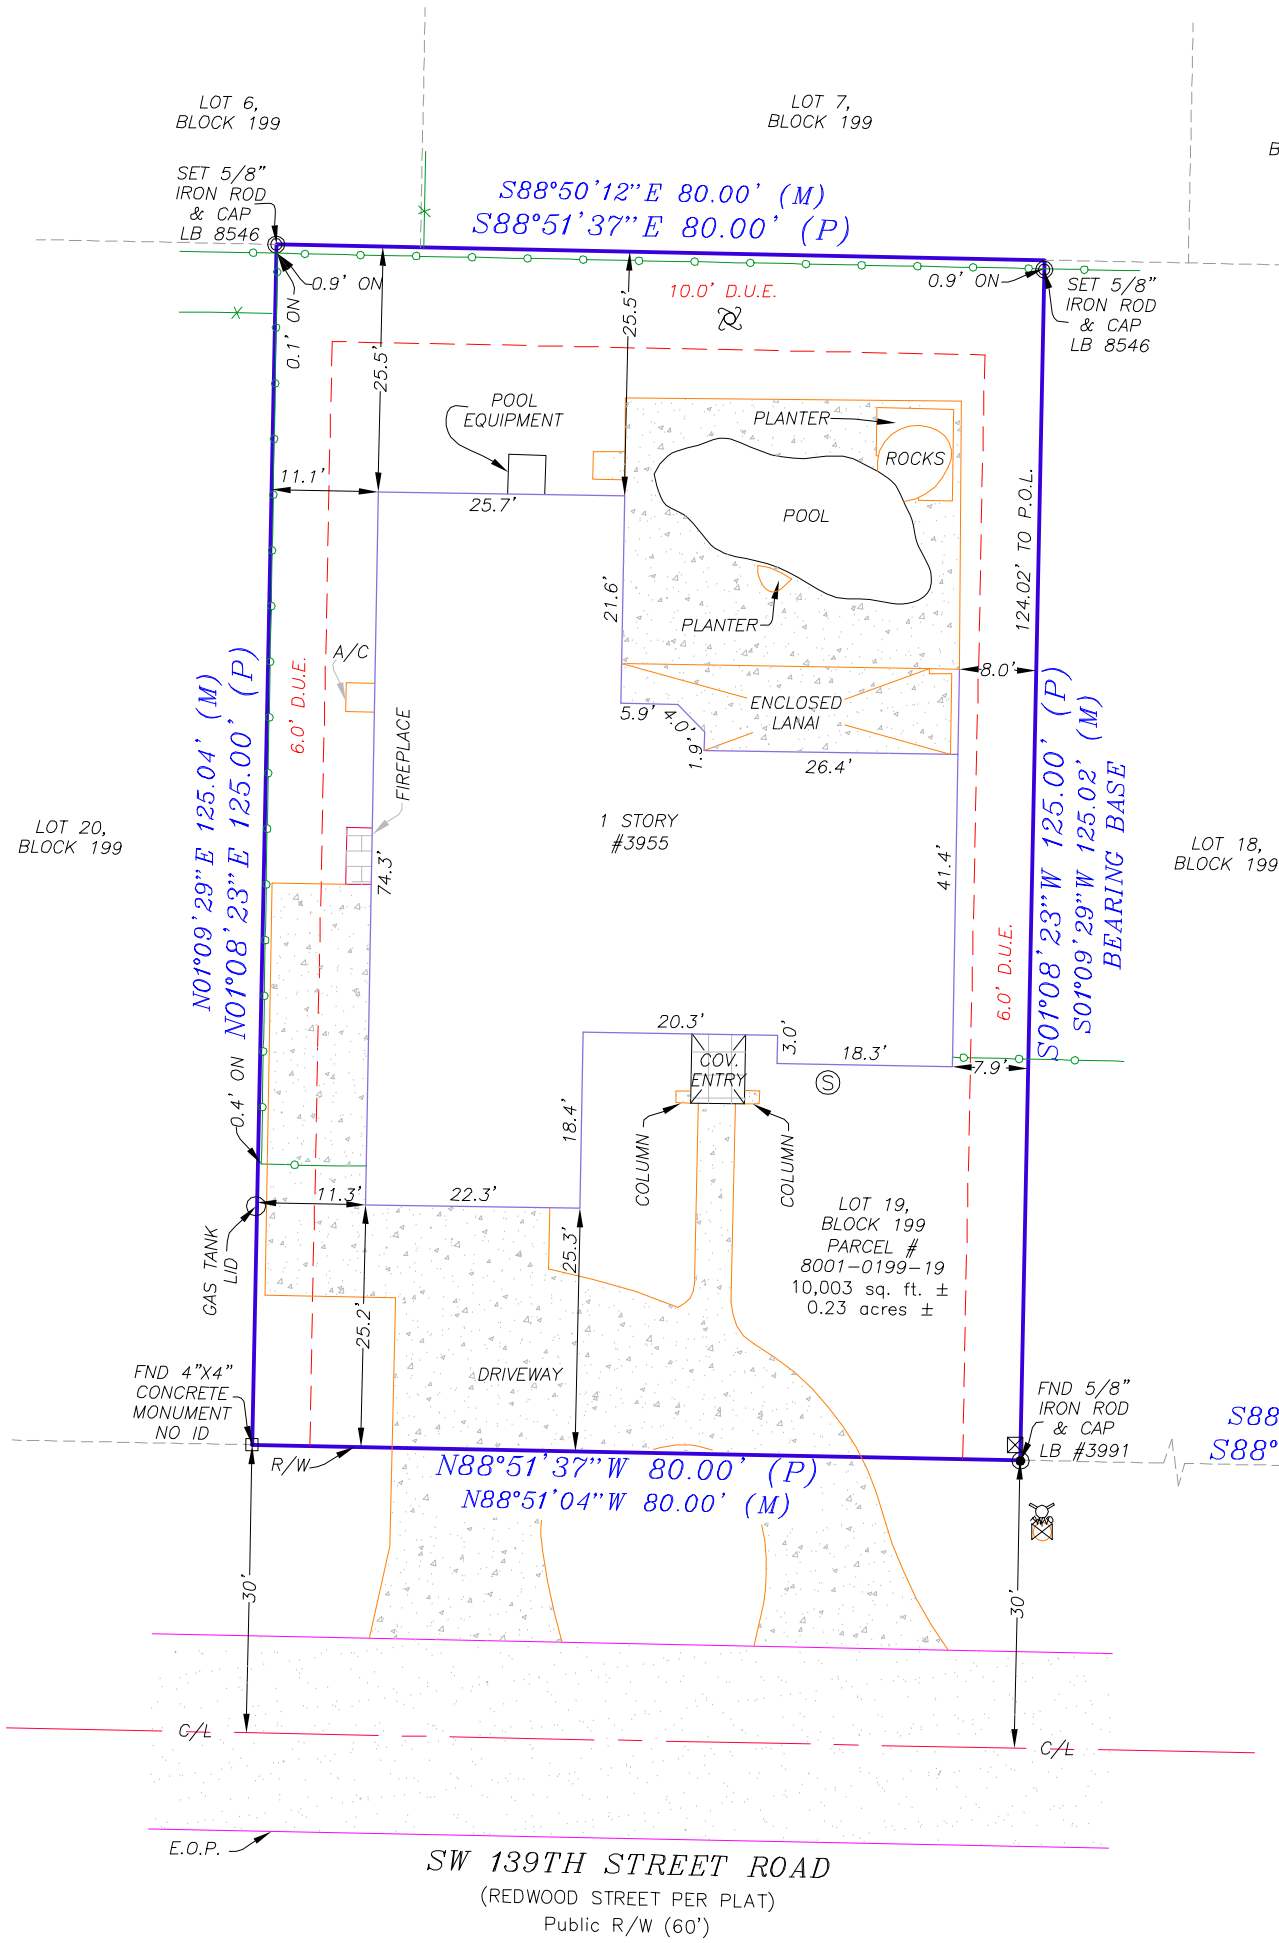 LOT 6,
BLOCK 199
LOT 7,
BLOCK 199
B
SET 5/8"
IRON ROD
& CAP
LB 8546
S88°50'12"E 80.00' (M)
S88°51'37"E 80.00' (P)
0.9' ON
0.1' ON
10.0' D.U.E.
0.9' ON
SET 5/8"
IRON ROD
& CAP
LB 8546
25.5'
25.5'
POOL
EQUIPMENT
PLANTER
ROCKS
11.1'
25.7'
POOL
124.02' TO P.O.L.
21.6'
PLANTER
A/C
6.0' D.U.E.
8.0'
5.9'
4.0'
1.9'
ENCLOSED
LANAI
26.4'
FIREPLACE
N01°09'29"E 125.04' (M)
N01°08'23"E 125.00' (P)
S01°08'23"W 125.00' (P)
S01°09'29"W 125.02' (M)
BEARING BASE
LOT 20,
BLOCK 199
1 STORY
#3955
LOT 18,
BLOCK 199
74.3'
41.4'
6.0' D.U.E.
20.3'
3.0'
18.3'
7.9'
COV.
ENTRY
S
0.4' ON
18.4'
COLUMN
COLUMN
11.3'
22.3'
GAS TANK
LID
25.3'
25.2'
LOT 19,
BLOCK 199
PARCEL #
8001-0199-19
10,003 sq. ft. ±
0.23 acres ±
DRIVEWAY
FND 4"X4"
CONCRETE
MONUMENT
NO ID
FND 5/8"
IRON ROD
& CAP
LB #3991
S88
S88°
R/W
N88°51'37"W 80.00' (P)
N88°51'04"W 80.00' (M)
30'
30'
C/L
C/L
E.O.P.
SW 139TH STREET ROAD
(REDWOOD STREET PER PLAT)
Public R/W (60')